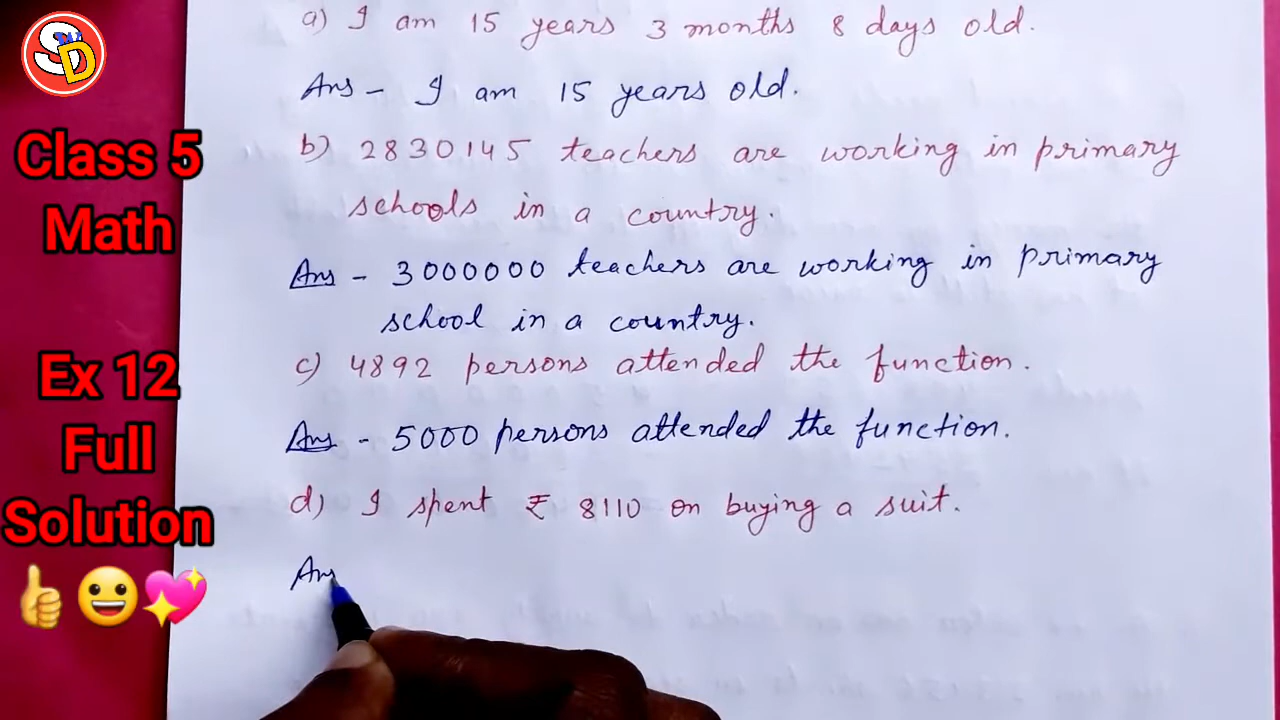 SD
Class 5
Math
Ex 12
Full
Solution
a) I am 15 years 3 months 8 days old.
Ans - I am 15 years old.
b) 2830145 teachers are working in primary
schools in a country.
Ans - 3000000 teachers are working in primary
school in a country.
c) 4892 persons attended the function.
Ans - 5000 persons attended the function.
d) I spent ₹ 8110 on buying a suit.
Ans